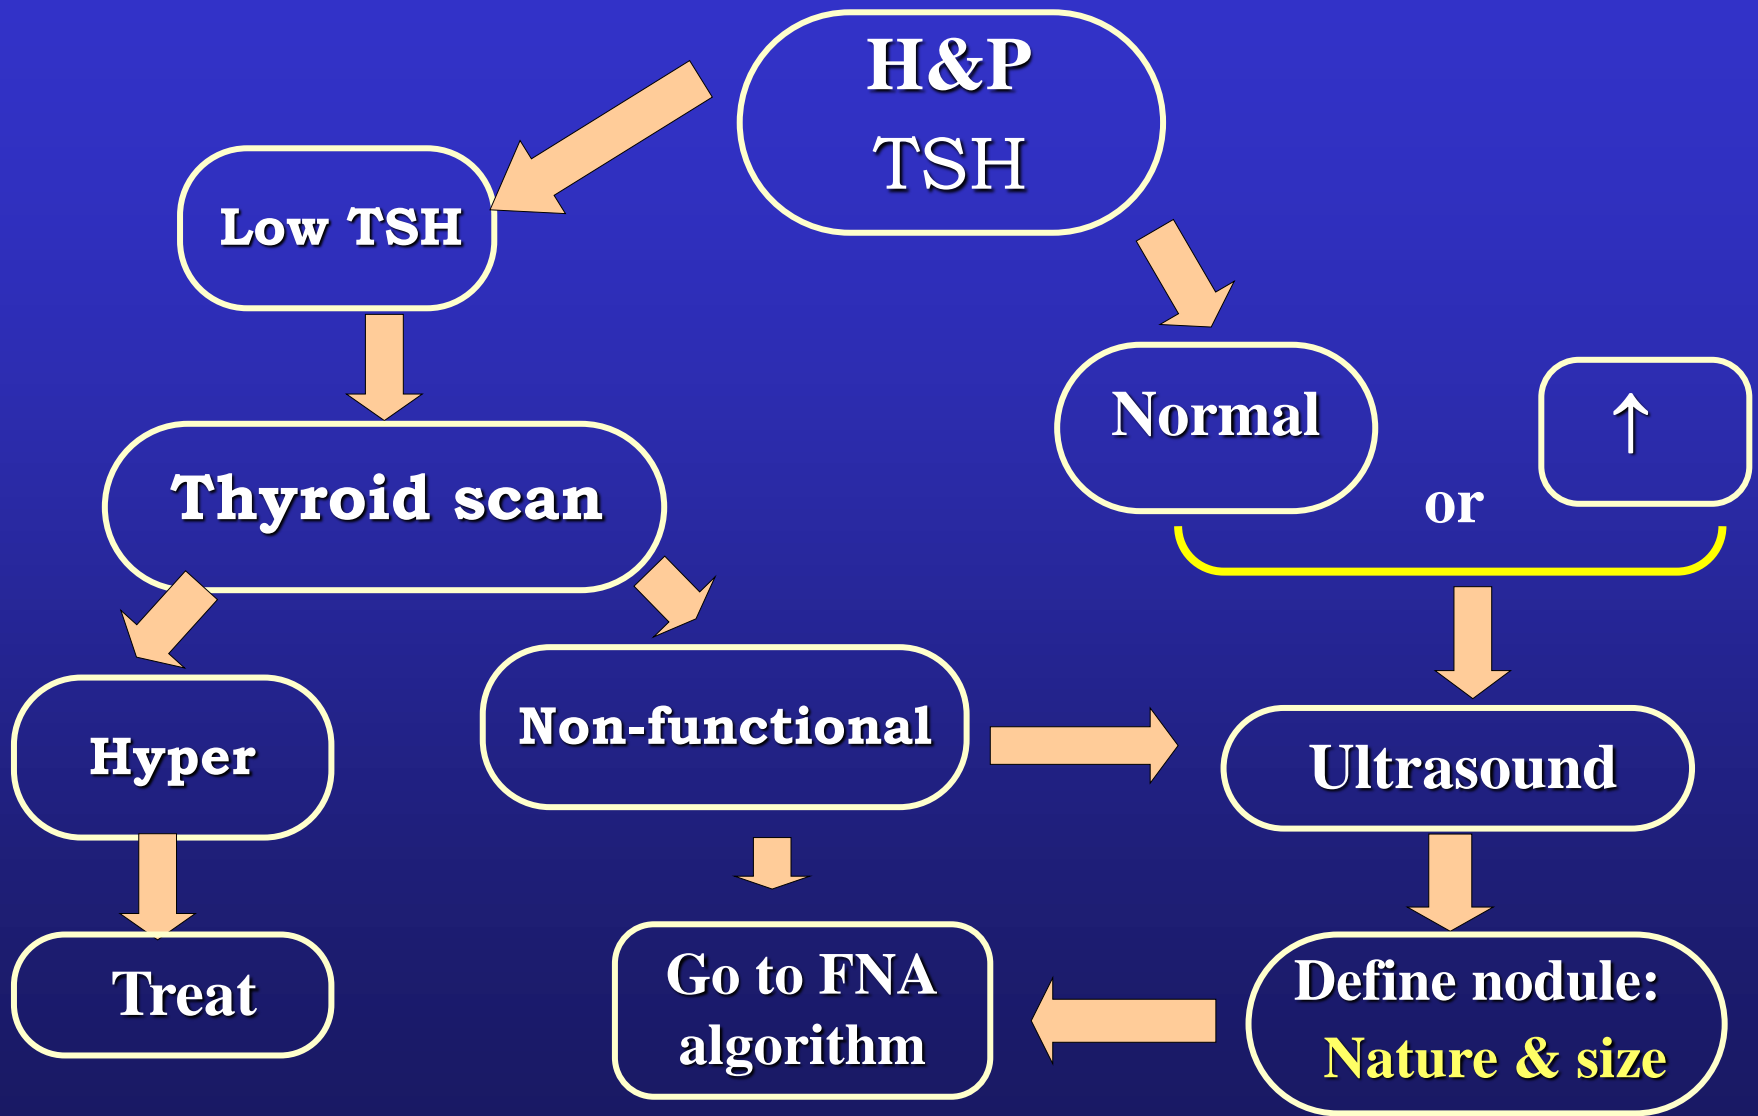 H&P
TSH
Low TSH
Normal
↑
or
Thyroid scan
Hyper
Non-functional
Ultrasound
Treat
Go to FNA
algorithm
Define nodule:
Nature & size